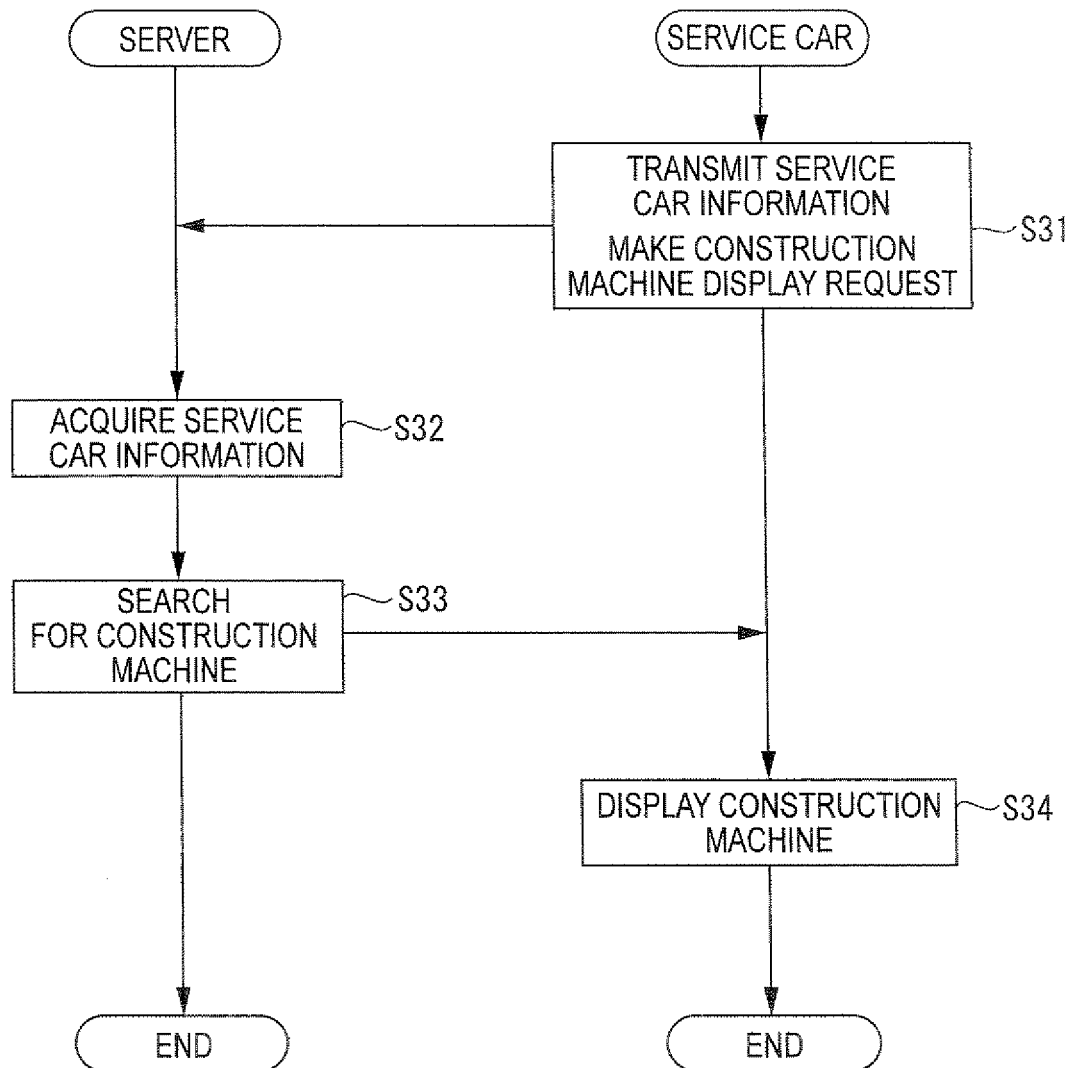 SERVER
SERVICE CAR
TRANSMIT SERVICE
CAR INFORMATION
MAKE CONSTRUCTION
MACHINE DISPLAY REQUEST
S31
ACQUIRE SERVICE
CAR INFORMATION
S32
SEARCH
FOR CONSTRUCTION
MACHINE
S33
DISPLAY CONSTRUCTION
MACHINE
S34
END
END